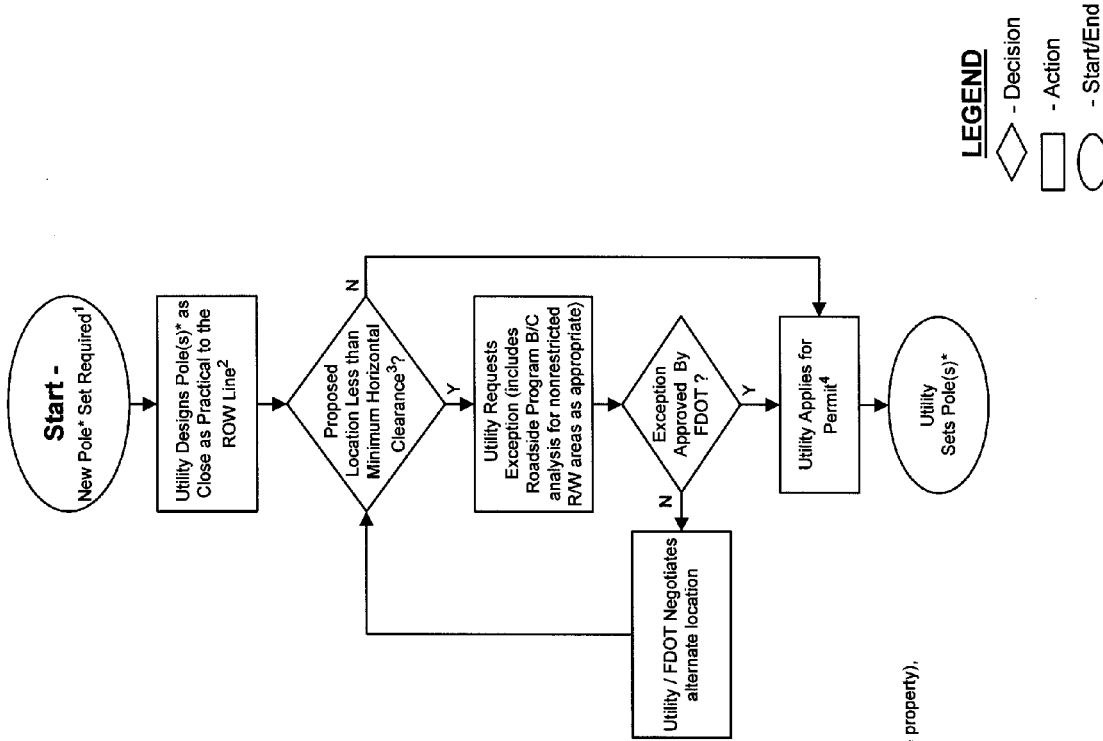 Start -
New Pole* Set Required1
Utility Designs Pole(s)* as
Close as Practical to the
ROW Line2
Proposed
Location Less than
Minimum Horizontal
Clearance3?
N
Y
Utility Requests
Exception (includes
Roadside Program B/C
analysis for nonrestricted
R/W areas as appropriate)
Exception
Approved By
FDOT ?
N
Y
Utility / FDOT Negotiates
alternate location
Utility Applies for
Permit4
Utility
Sets Pole(s)*
property),
LEGEND
- Decision
- Action
- Start/End